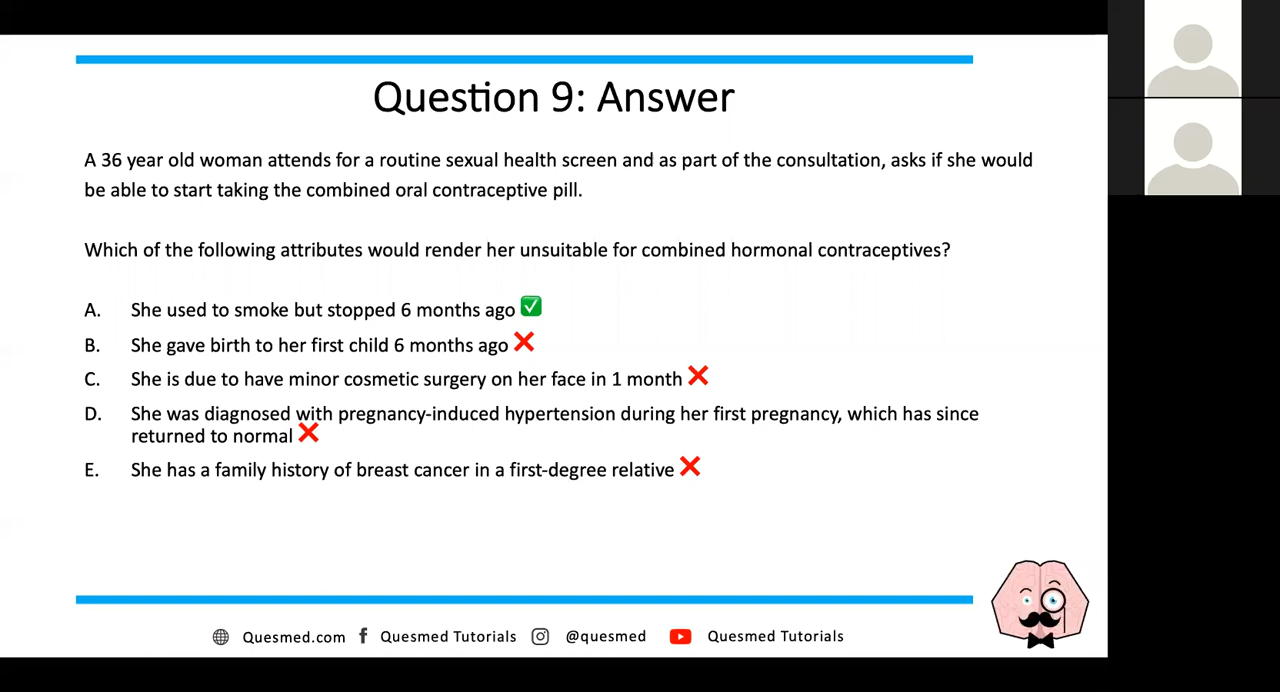 Question 9: Answer
A 36 year old woman attends for a routine sexual health screen and as part of the consultation, asks if she would
be able to start taking the combined oral contraceptive pill.
Which of the following attributes would render her unsuitable for combined hormonal contraceptives?
A. She used to smoke but stopped 6 months ago ✅
B. She gave birth to her first child 6 months ago ❌
C. She is due to have minor cosmetic surgery on her face in 1 month ❌
D. She was diagnosed with pregnancy-induced hypertension during her first pregnancy, which has since
returned to normal ❌
E. She has a family history of breast cancer in a first-degree relative ❌
Quesmed.com Quesmed Tutorials @quesmed Quesmed Tutorials